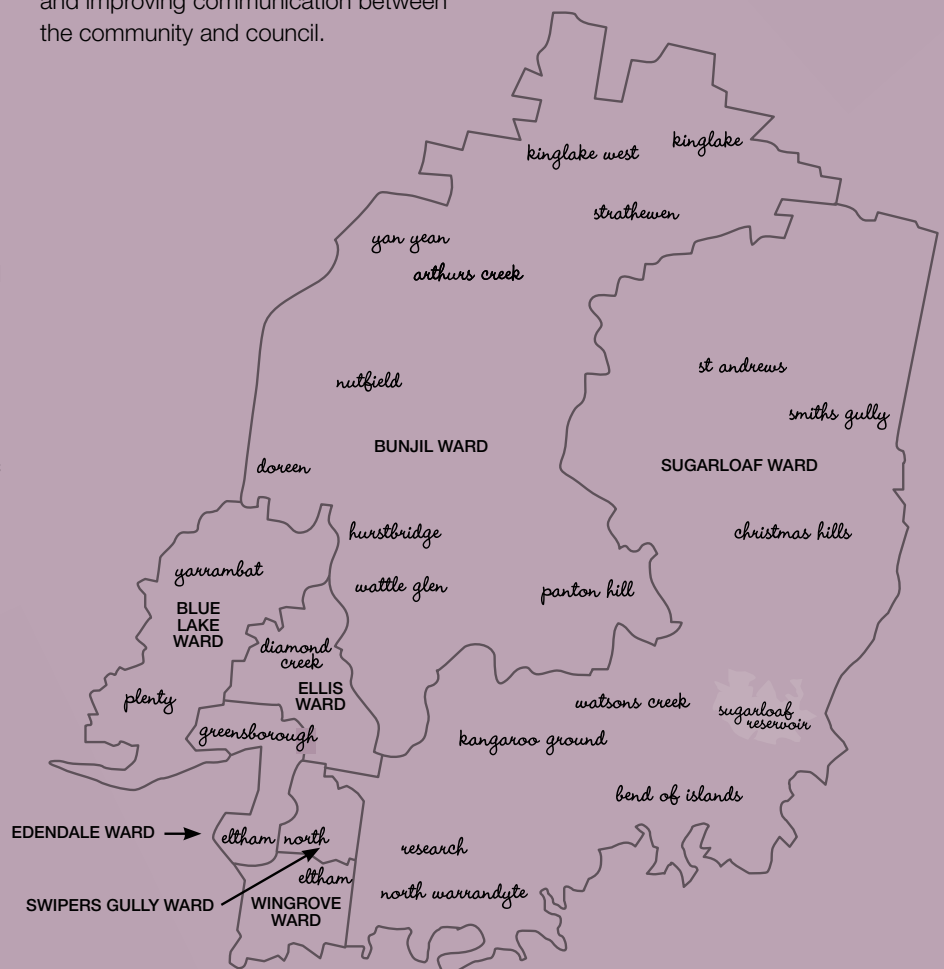 and improving communication between
the community and council.
kinglake west
kinglake
strathewen
yan yean
arthurs creek
st andrews
nutfield
smiths gully
BUNJIL WARD
SUGARLOAF WARD
doreen
hurstbridge
christmas hills
yarrambat
wattle glen
panton hill
BLUE
LAKE
WARD
diamond
creek
ELLIS
WARD
plenty
watsons creek
sugarloaf
reservoir
greensborough
kangaroo ground
bend of islands
EDENDALE WARD
eltham north
research
eltham
north warrandyte
SWIPERS GULLY WARD
WINGROVE
WARD